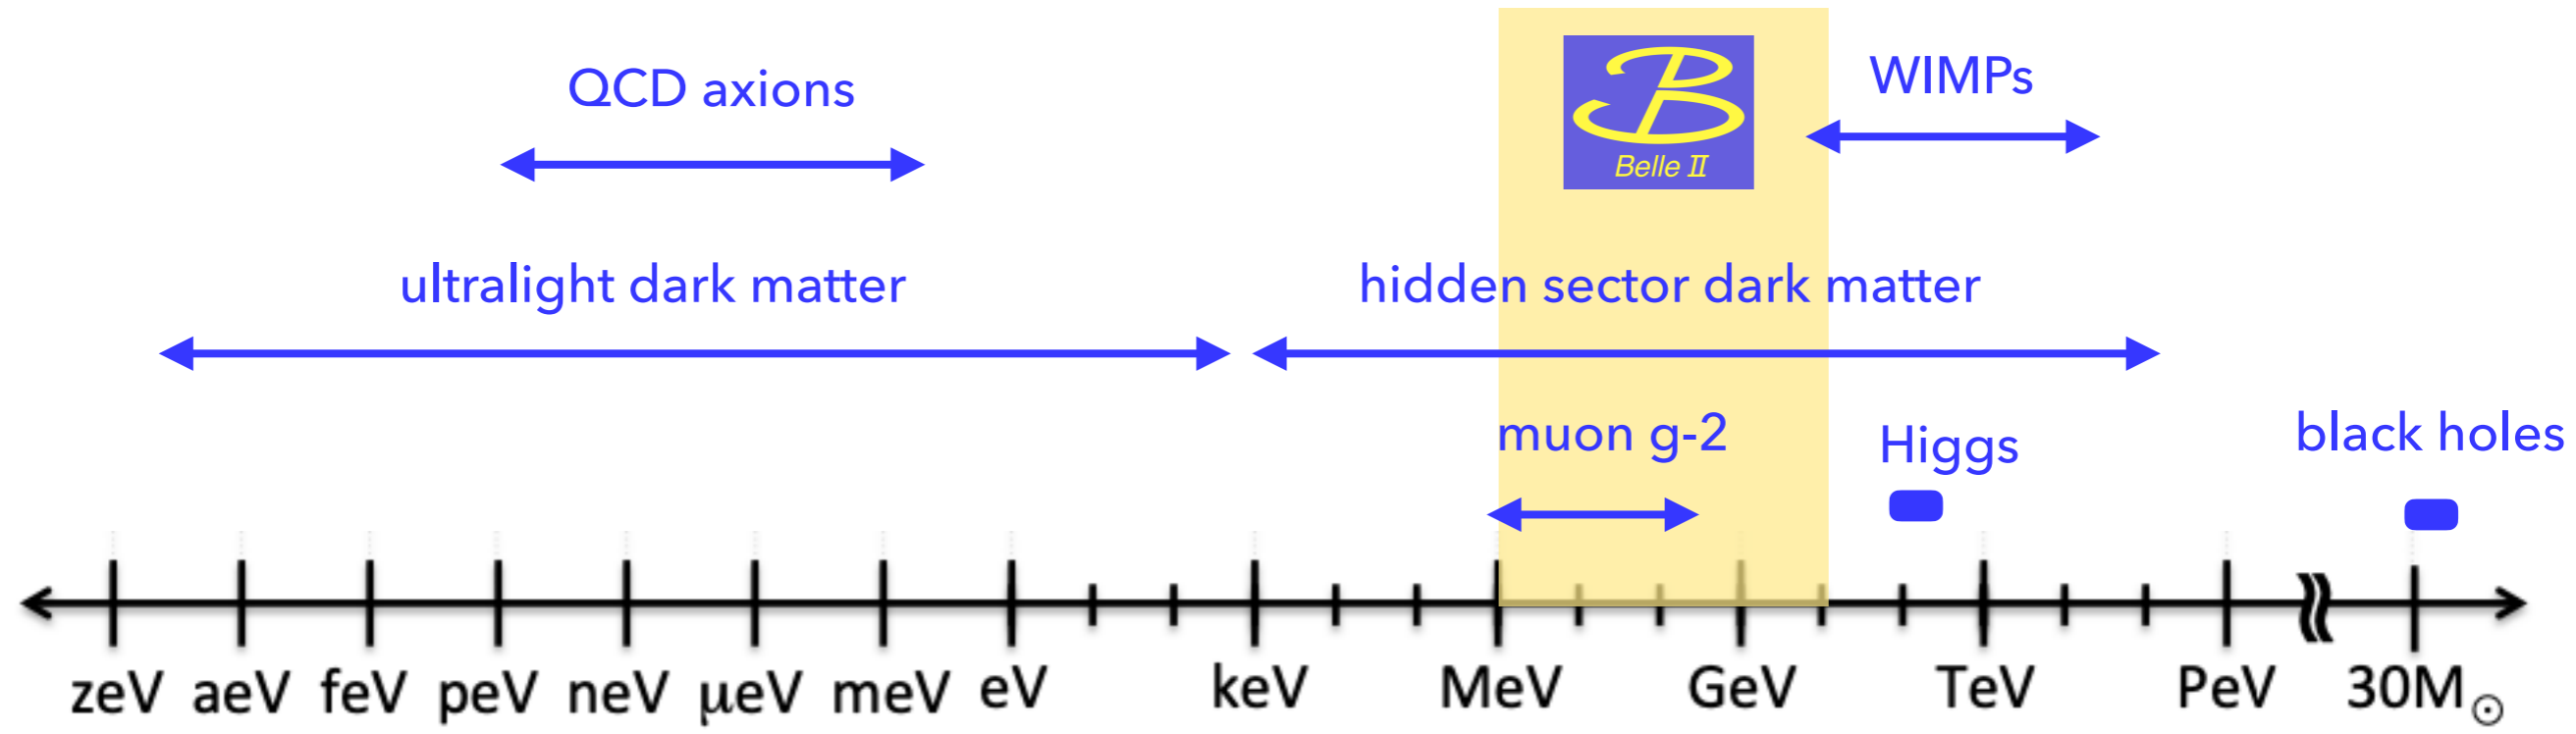 QCD axions
B
Belle II
WIMPs
ultralight dark matter
hidden sector dark matter
muon g-2
Higgs
black holes
zeV aeV feV peV neV μeV meV eV keV MeV GeV TeV PeV 30M☉